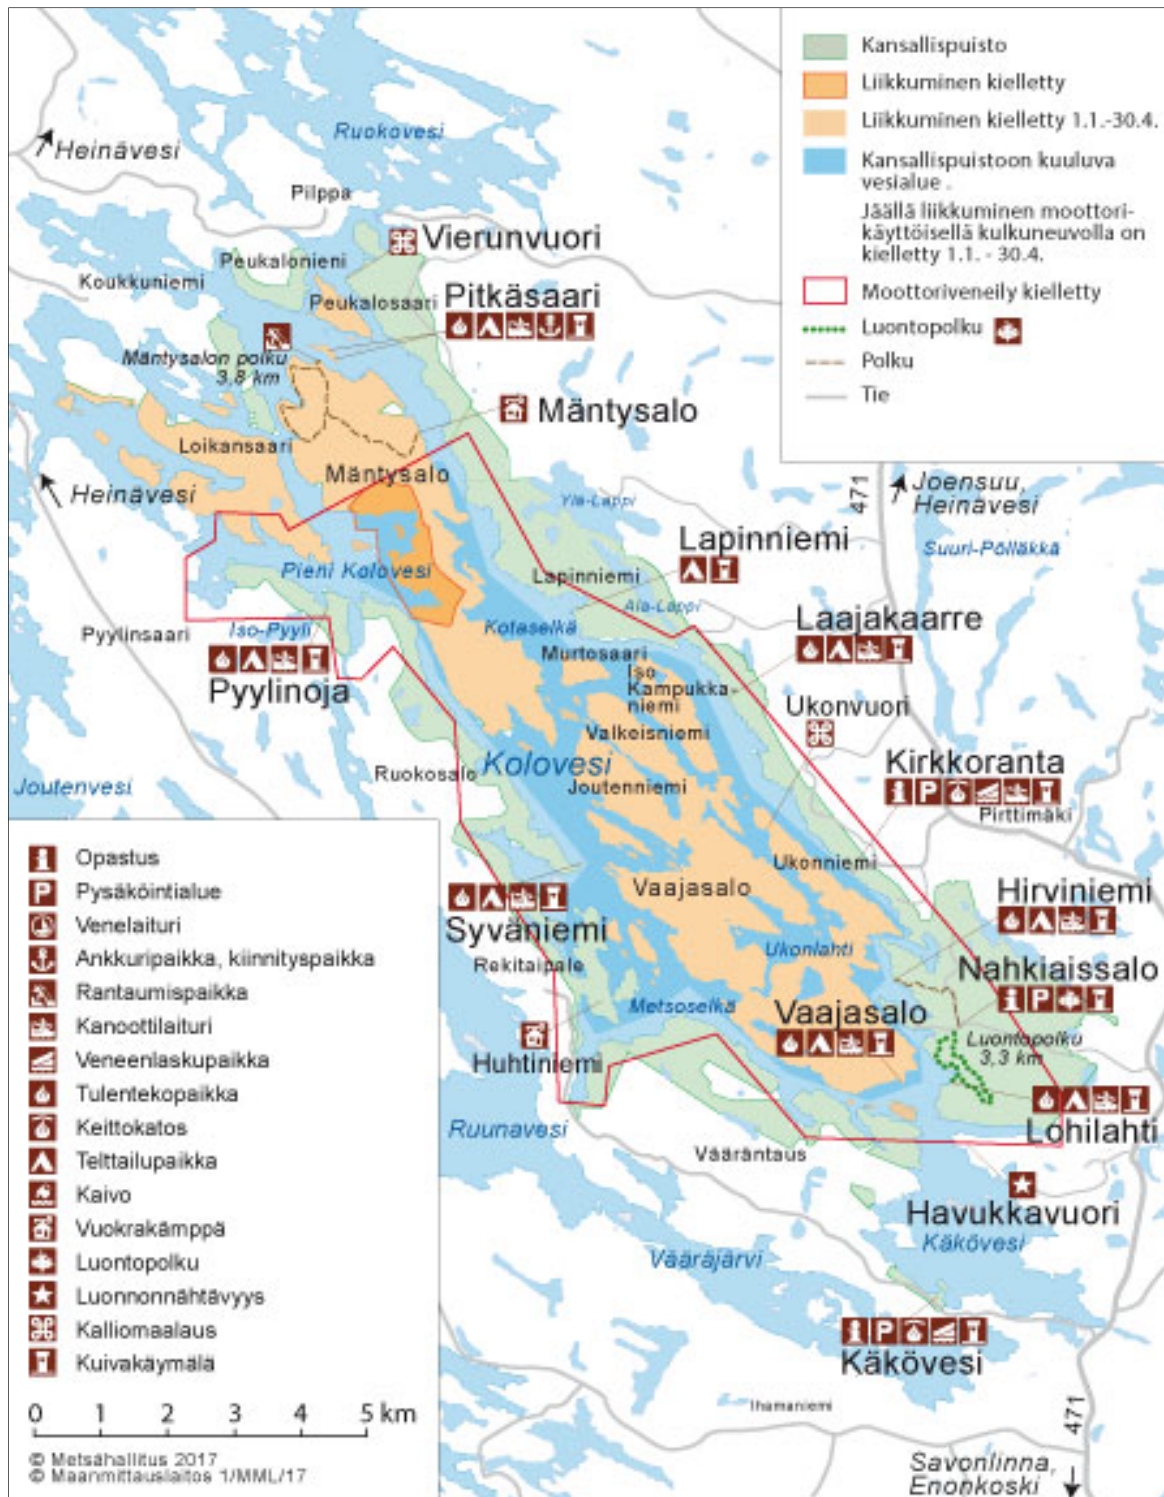 Kansallispuisto
Liikkuminen kielletty
Liikkuminen kielletty 1.1.-30.4.
Kansallispuistoon kuuluva
vesialue .
Jäällä liikkuminen moottori-
käyttöisellä kulkuneuvolla on
kielletty 1.1. - 30.4.
Moottoriveneily kielletty
Luontopolku
Polku
Tie
Ruokovesi
Heinävesi
Pilppa
Vierunvuori
Peukalonieni
Koukkuniemi
Peukalosaari
Pitkäsaari
Mäntysalon polku
3,8 km
Mäntysalo
Loikansaari
Mäntysalo
Heinävesi
471
Joensuu,
Heinävesi
Ylä-Lappi
Suuri-Pölläkkä
Lapinniemi
Pieni Kolovesi
Lapinniemi
Ala-Lappi
Laajakaarre
Pyylinsaari
Iso-Pyyli
Kotaselkä
Murtosaari
Iso
Kampukka-
niemi
Pyylinoja
Ukonvuori
Valkeisniemi
Kolovesi
Kirkkoranta
Ruokosalo
Joutenniemi
Joutenvesi
Pirttimäki
Ukonniemi
Vaajasalo
Hirviniemi
Syväniemi
Ukonlahti
Rekitaipale
Nahkiaissalo
Metsoselkä
Vaajasalo
Luontopolku
3,3 km
Huhtiniemi
Lohilahti
Ruunavesi
Vääräntaus
Havukkavuori
Käkövesi
Vääräjärvi
Käkövesi
Ihamaniemi
471
Savonlinna,
Enonkoski
Opastus
P Pysäköintialue
Venelaituri
Ankkuripaikka, kiinnityspaikka
Rantaumispaikka
Kanoottilaituri
Veneenlaskupaikka
Tulentekopaikka
Keittokatos
Telttailupaikka
Kaivo
Vuokrakämppä
Luontopolku
Luonnonnähtävyys
Kalliomaalaus
Kuivakäymälä
0 1 2 3 4 5 km
© Metsähallitus 2017
© Maanmittauslaitos 1/MML/17